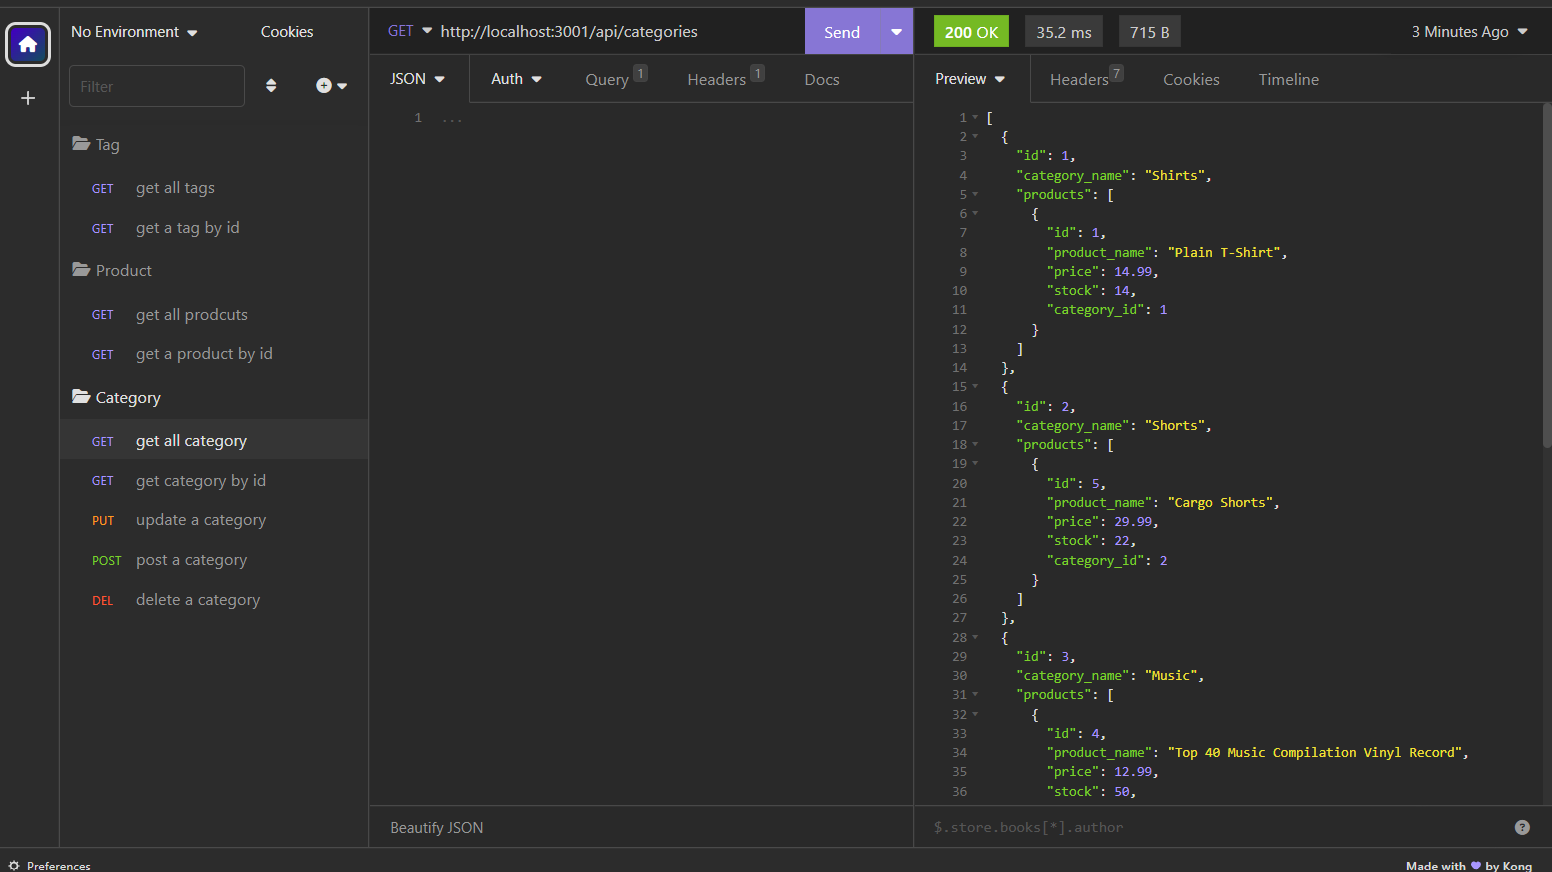 No Environment
Cookies
Filter
Tag
GET get all tags
GET get a tag by id
Product
GET get all prodcuts
GET get a product by id
Category
GET get all category
GET get category by id
PUT update a category
POST post a category
DEL delete a category
GET http://localhost:3001/api/categories
Send
JSON Auth Query 1 Headers 1 Docs
1 ...
Beautify JSON
200 OK 35.2 ms 715 B 3 Minutes Ago
Preview Headers 7 Cookies Timeline
1 [
2 {
3 "id": 1,
4 "category_name": "Shirts",
5 "products": [
6 {
7 "id": 1,
8 "product_name": "Plain T-Shirt",
9 "price": 14.99,
10 "stock": 14,
11 "category_id": 1
12 }
13 ]
14 },
15 {
16 "id": 2,
17 "category_name": "Shorts",
18 "products": [
19 {
20 "id": 5,
21 "product_name": "Cargo Shorts",
22 "price": 29.99,
23 "stock": 22,
24 "category_id": 2
25 }
26 ]
27 },
28 {
29 "id": 3,
30 "category_name": "Music",
31 "products": [
32 {
33 "id": 4,
34 "product_name": "Top 40 Music Compilation Vinyl Record",
35 "price": 12.99,
36 "stock": 50,
$.store.books[*].author ?
Preferences
Made with 💜 by Kong